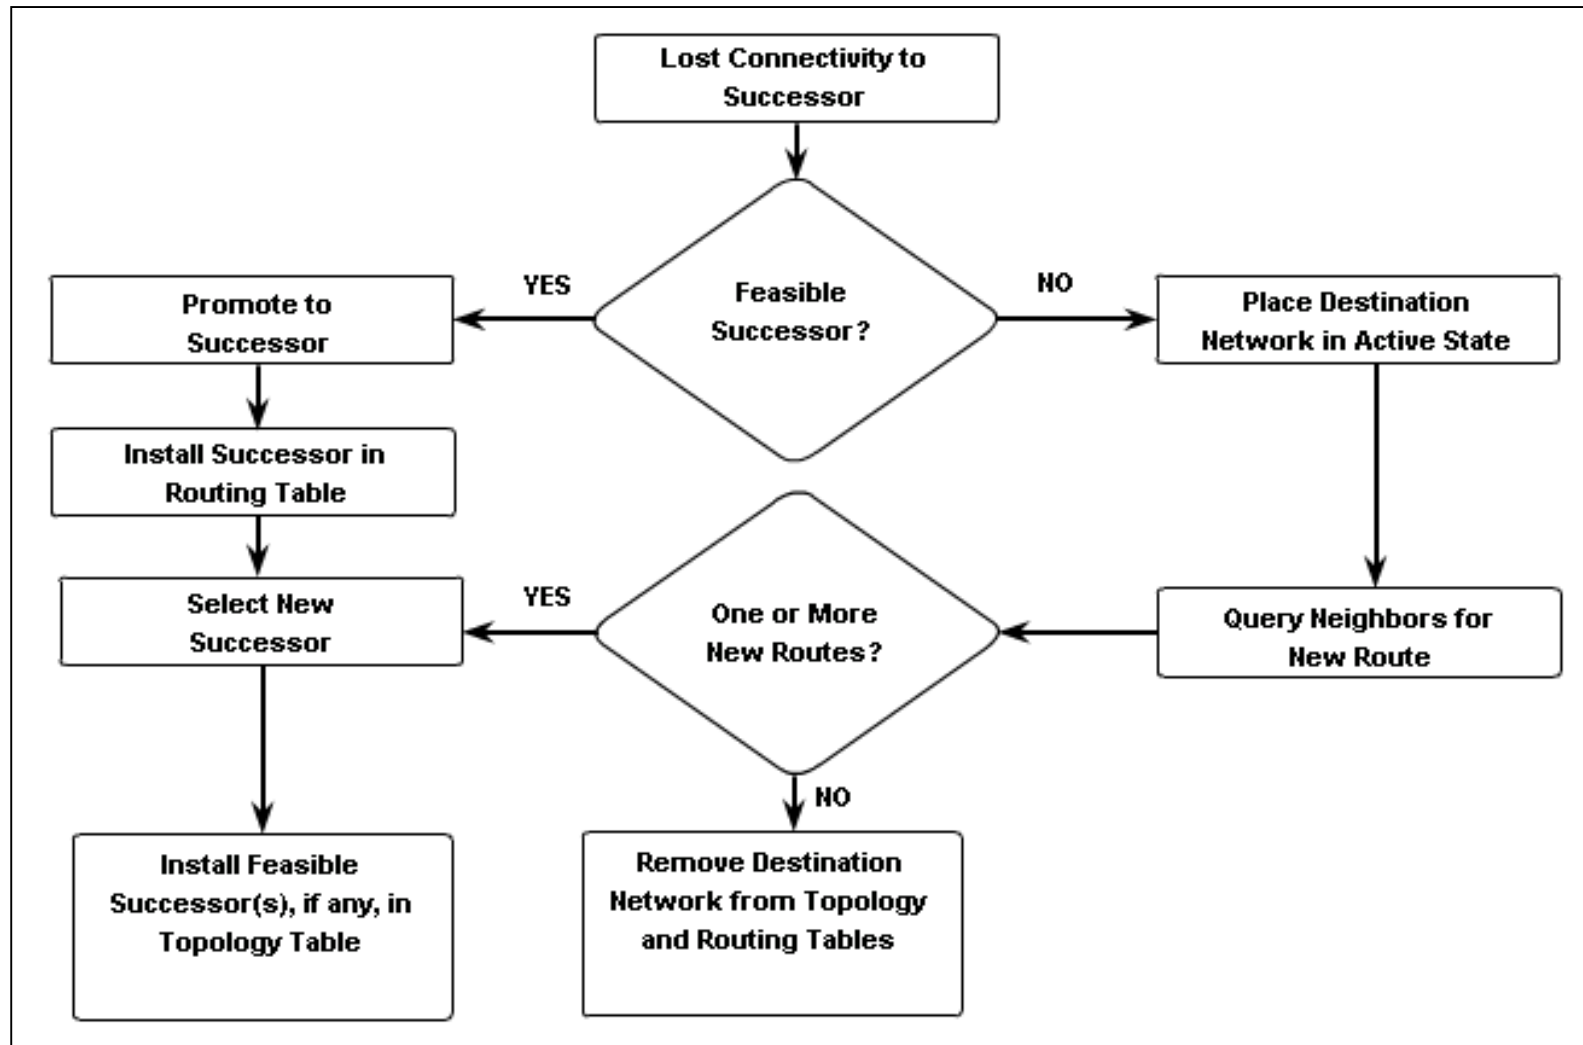 Lost Connectivity to
Successor
YES
Feasible
Successor?
NO
Promote to
Successor
Place Destination
Network in Active State
Install Successor in
Routing Table
Select New
Successor
YES
One or More
New Routes?
Query Neighbors for
New Route
NO
Install Feasible
Successor(s), if any, in
Topology Table
Remove Destination
Network from Topology
and Routing Tables